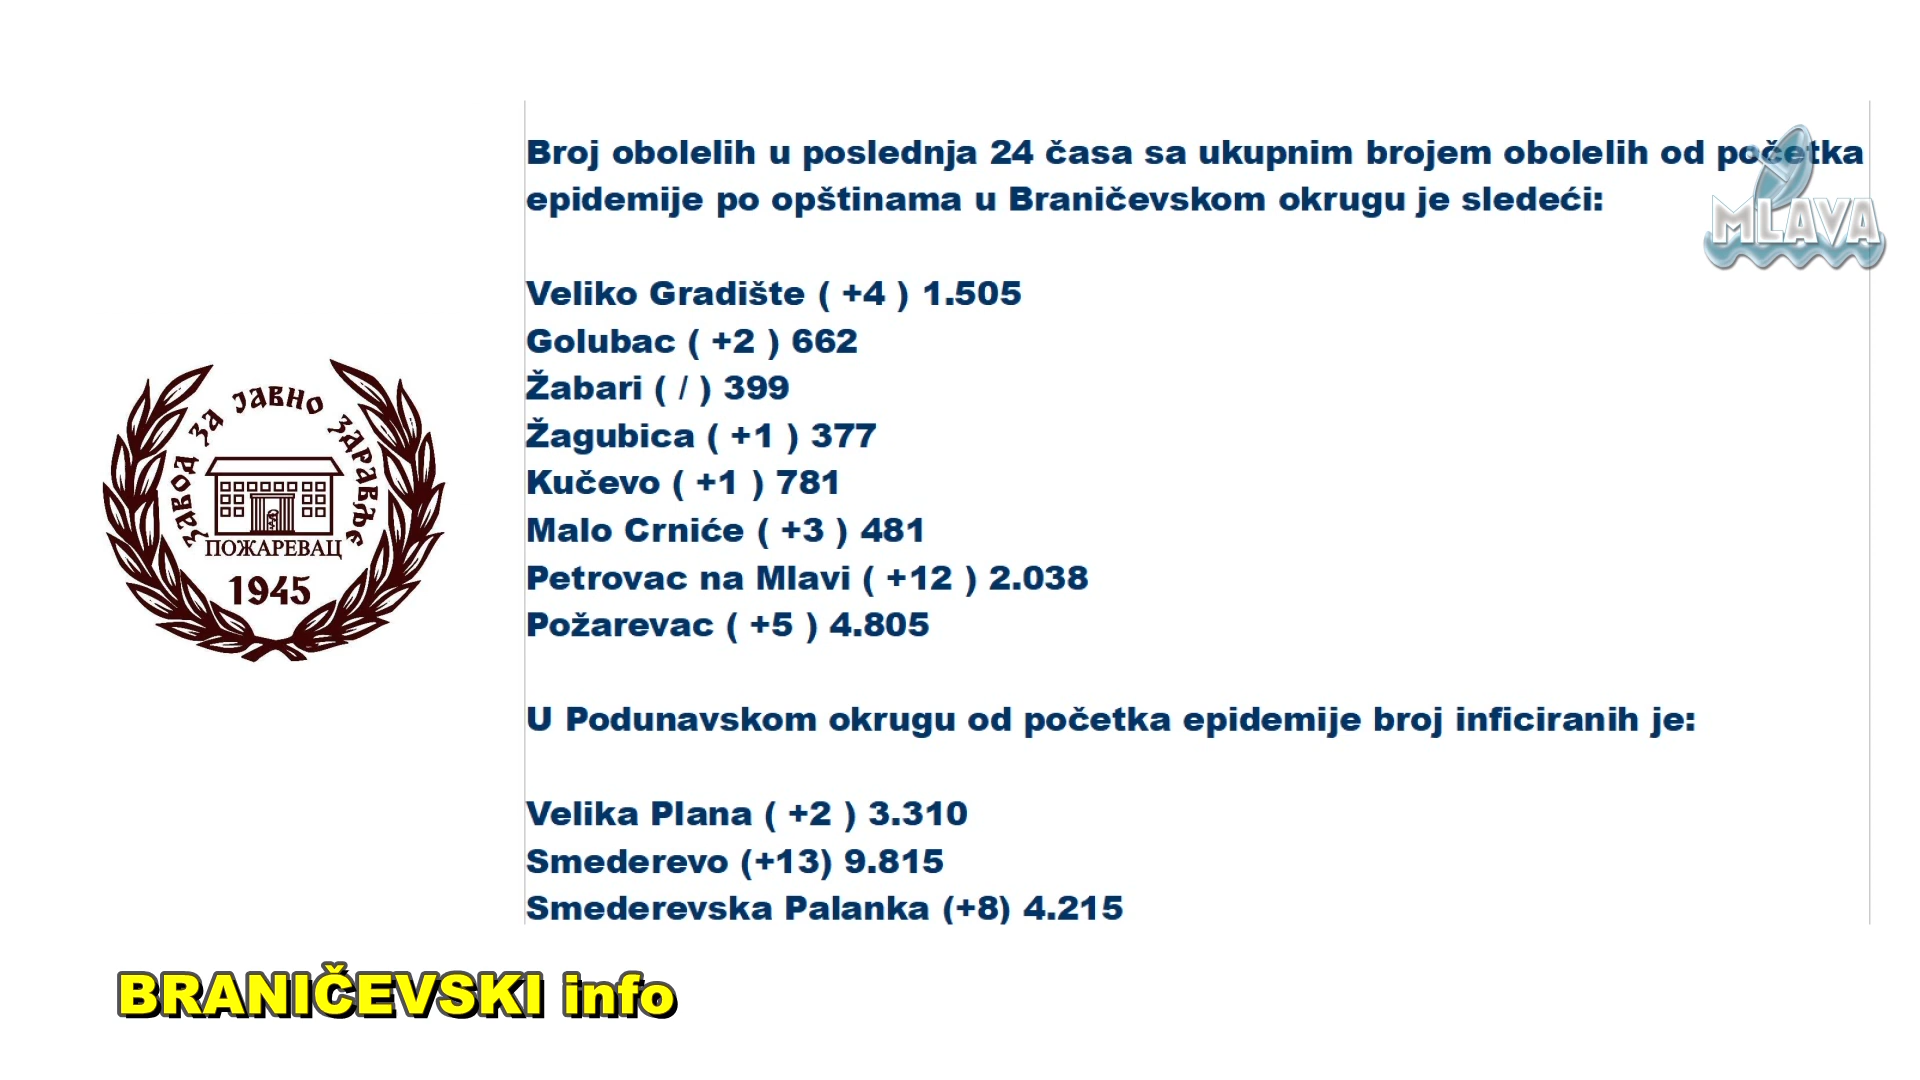 Broj obolelih u poslednja 24 časa sa ukupnim brojem obolelih od početka
epidemije po opštinama u Braničevskom okrugu je sledeći:
MLAVA
Veliko Gradište ( +4 ) 1.505
Golubac ( +2 ) 662
Žabari ( / ) 399
Žagubica ( +1 ) 377
Kučevo ( +1 ) 781
Malo Crniće ( +3 ) 481
Petrovac na Mlavi ( +12 ) 2.038
Požarevac ( +5 ) 4.805
завод за јавно здравље
ПОЖАРЕВАЦ
1945
U Podunavskom okrugu od početka epidemije broj inficiranih je:
Velika Plana ( +2 ) 3.310
Smederevo (+13) 9.815
Smederevska Palanka (+8) 4.215
BRANIČEVSKI info